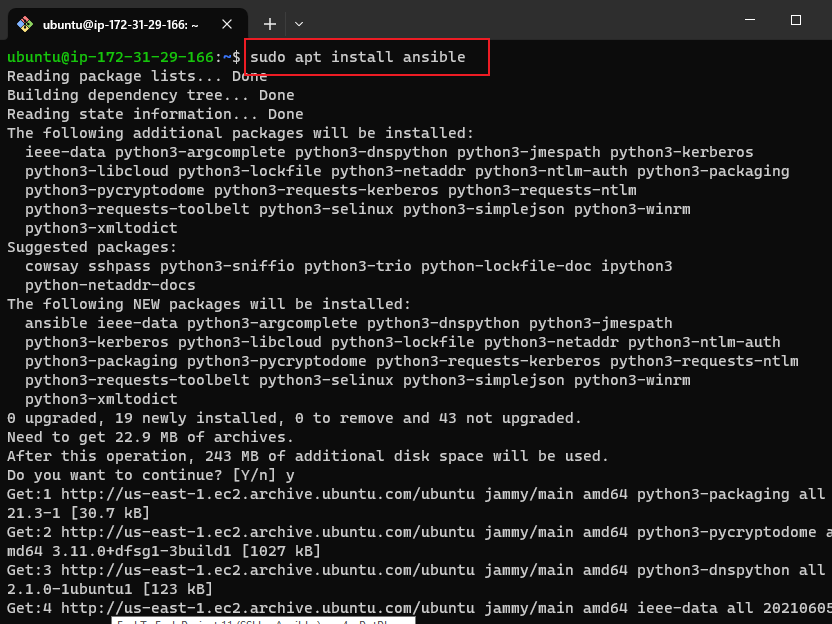 ubuntu@ip-172-31-29-166: ~
ubuntu@ip-172-31-29-166:~$ sudo apt install ansible
Reading package lists... Done
Building dependency tree... Done
Reading state information... Done
The following additional packages will be installed:
ieee-data python3-argcomplete python3-dnspython python3-jmespath python3-kerberos
python3-libcloud python3-lockfile python3-netaddr python3-ntlm-auth python3-packaging
python3-pycryptodome python3-requests-kerberos python3-requests-ntlm
python3-requests-toolbelt python3-selinux python3-simplejson python3-winrm
python3-xmltodict
Suggested packages:
cowsay sshpass python3-sniffio python3-trio python-lockfile-doc ipython3
python-netaddr-docs
The following NEW packages will be installed:
ansible ieee-data python3-argcomplete python3-dnspython python3-jmespath
python3-kerberos python3-libcloud python3-lockfile python3-netaddr python3-ntlm-auth
python3-packaging python3-pycryptodome python3-requests-kerberos python3-requests-ntlm
python3-requests-toolbelt python3-selinux python3-simplejson python3-winrm
python3-xmltodict
0 upgraded, 19 newly installed, 0 to remove and 43 not upgraded.
Need to get 22.9 MB of archives.
After this operation, 243 MB of additional disk space will be used.
Do you want to continue? [Y/n] y
Get:1 http://us-east-1.ec2.archive.ubuntu.com/ubuntu jammy/main amd64 python3-packaging all
21.3-1 [30.7 kB]
Get:2 http://us-east-1.ec2.archive.ubuntu.com/ubuntu jammy/main amd64 python3-pycryptodome a
md64 3.11.0+dfsg1-3build1 [1027 kB]
Get:3 http://us-east-1.ec2.archive.ubuntu.com/ubuntu jammy/main amd64 python3-dnspython all
2.1.0-1ubuntu1 [123 kB]
Get:4 http://us-east-1.ec2.archive.ubuntu.com/ubuntu jammy/main amd64 ieee-data all 20210605